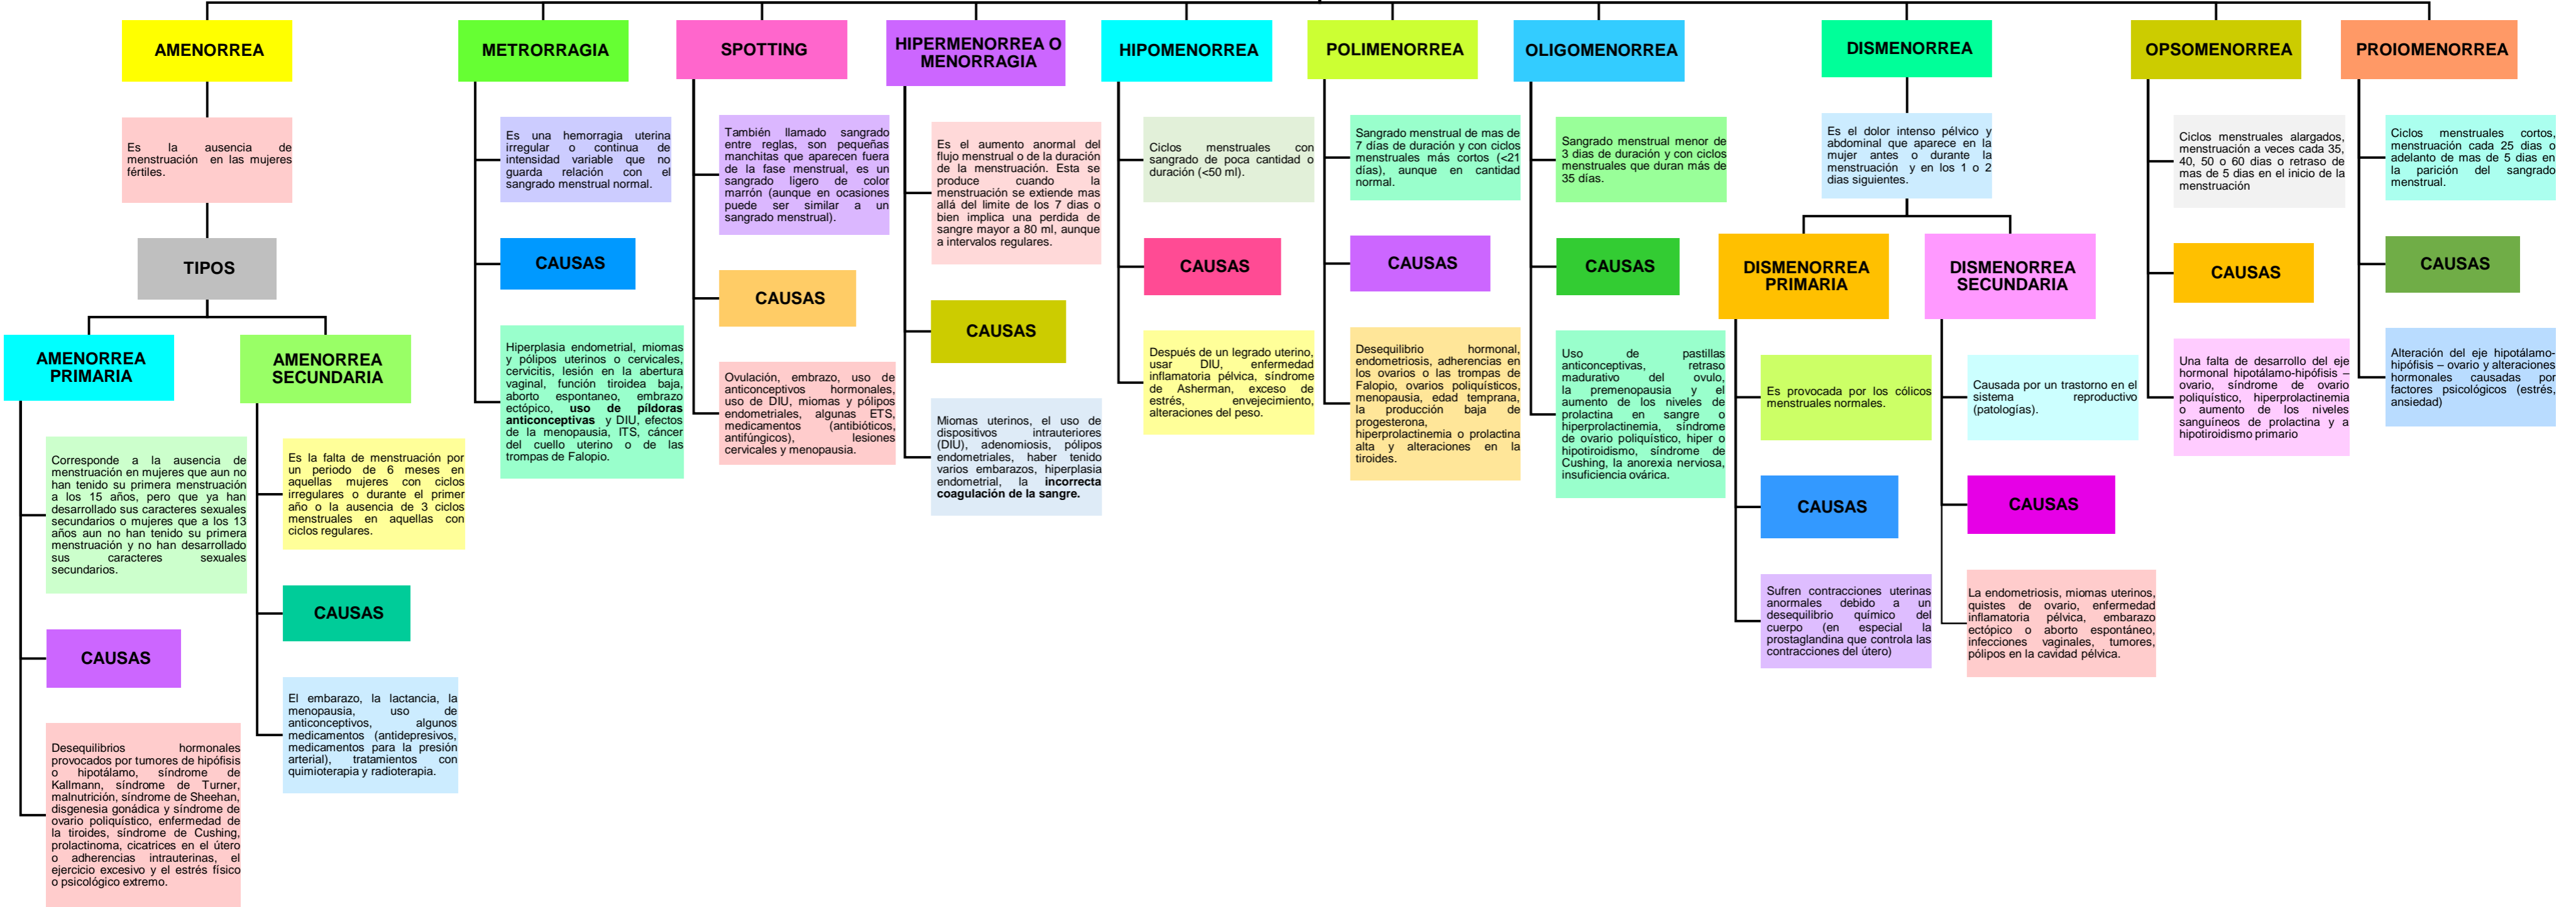 AMENORREA
Es la ausencia de
menstruación en las mujeres
fértiles.
TIPOS
AMENORREA
PRIMARIA
Corresponde a la ausencia de
menstruación en mujeres que aun no
han tenido su primera menstruación
a los 15 años, pero que ya han
desarrollado sus caracteres sexuales
secundarios o mujeres que a los 13
años aun no han tenido su primera
menstruación y no han desarrollado
sus caracteres sexuales
secundarios.
CAUSAS
Desequilibrios hormonales
provocados por tumores de hipófisis
o hipotálamo, síndrome de
Kallmann, síndrome de Turner,
malnutrición, síndrome de Sheehan,
disgenesia gonádica y síndrome de
ovario poliquístico, enfermedad de
la tiroides, síndrome de Cushing,
prolactinoma, cicatrices en el útero
o adherencias intrauterinas, el
ejercicio excesivo y el estrés físico
o psicológico extremo.
AMENORREA
SECUNDARIA
Es la falta de menstruación por
un periodo de 6 meses en
aquellas mujeres con ciclos
irregulares o durante el primer
año o la ausencia de 3 ciclos
menstruales en aquellas con
ciclos regulares.
CAUSAS
El embarazo, la lactancia, la
menopausia, uso de
anticonceptivos, algunos
medicamentos (antidepresivos,
medicamentos para la presión
arterial), tratamientos con
quimioterapia y radioterapia.
METRORRAGIA
Es una hemorragia uterina
irregular o continua de
intensidad variable que no
guarda relación con el
sangrado menstrual normal.
CAUSAS
Hiperplasia endometrial, miomas
y pólipos uterinos o cervicales,
cervicitis, lesión en la abertura
vaginal, función tiroidea baja,
aborto espontaneo, embrazo
ectópico, uso de píldoras
anticonceptivas y DIU, efectos
de la menopausia, ITS, cáncer
del cuello uterino o de las
trompas de Falopio.
SPOTTING
También llamado sangrado
entre reglas, son pequeñas
manchitas que aparecen fuera
de la fase menstrual, es un
sangrado ligero de color
marrón (aunque en ocasiones
puede ser similar a un
sangrado menstrual).
CAUSAS
Ovulación, embrazo, uso de
anticonceptivos hormonales,
uso de DIU, miomas y pólipos
endometriales, algunas ETS,
medicamentos (antibióticos,
antifúngicos), lesiones
cervicales y menopausia.
HIPERMENORREA O
MENORRAGIA
Es el aumento anormal del
flujo menstrual o de la duración
de la menstruación. Esta se
produce cuando la
menstruación se extiende mas
allá del limite de los 7 dias o
bien implica una perdida de
sangre mayor a 80 ml, aunque
a intervalos regulares.
CAUSAS
Miomas uterinos, el uso de
dispositivos intrauteriores
(DIU), adenomiosis, pólipos
endometriales, haber tenido
varios embarazos, hiperplasia
endometrial, la incorrecta
coagulación de la sangre.
HIPOMENORREA
Ciclos menstruales con
sangrado de poca cantidad o
duración (<50 ml).
CAUSAS
Después de un legrado uterino,
usar DIU, enfermedad
inflamatoria pélvica, síndrome
de Asherman, exceso de
estrés, envejecimiento,
alteraciones del peso.
POLIMENORREA
Sangrado menstrual de mas de
7 días de duración y con ciclos
menstruales más cortos (<21
días), aunque en cantidad
normal.
CAUSAS
Desequilibrio hormonal,
endometriosis, adherencias en
los ovarios o las trompas de
Falopio, ovarios poliquísticos,
menopausia, edad temprana,
la producción baja de
progesterona,
hiperprolactinemia o prolactina
alta y alteraciones en la
tiroides.
OLIGOMENORREA
Sangrado menstrual menor de
3 dias de duración y con ciclos
menstruales que duran más de
35 días.
CAUSAS
Uso de pastillas
anticonceptivas, retraso
madurativo del ovulo,
la premenopausia y el
aumento de los niveles de
prolactina en sangre o
hiperprolactinemia, síndrome
de ovario poliquístico, hiper o
hipotiroidismo, síndrome de
Cushing, la anorexia nerviosa,
insuficiencia ovárica.
DISMENORREA
Es el dolor intenso pélvico y
abdominal que aparece en la
mujer antes o durante la
menstruación y en los 1 o 2
dias siguientes.
DISMENORREA
PRIMARIA
Es provocada por los cólicos
menstruales normales.
CAUSAS
Sufren contracciones uterinas
anormales debido a un
desequilibrio químico del
cuerpo (en especial la
prostaglandina que controla las
contracciones del útero)
DISMENORREA
SECUNDARIA
Causada por un trastorno en el
sistema reproductivo
(patologías).
CAUSAS
La endometriosis, miomas uterinos,
quistes de ovario, enfermedad
inflamatoria pélvica, embarazo
ectópico o aborto espontáneo,
infecciones vaginales, tumores,
pólipos en la cavidad pélvica.
OPSOMENORREA
Ciclos menstruales alargados,
menstruación a veces cada 35,
40, 50 o 60 dias o retraso de
mas de 5 dias en el inicio de la
menstruación
CAUSAS
Una falta de desarrollo del eje
hormonal hipotálamo-hipófisis –
ovario, síndrome de ovario
poliquístico, hiperprolactinemia
o aumento de los niveles
sanguíneos de prolactina y a
hipotiroidismo primario
PROIOMENORREA
Ciclos menstruales cortos,
menstruación cada 25 dias o
adelanto de mas de 5 dias en
la parición del sangrado
menstrual.
CAUSAS
Alteración del eje hipotálamo-
hipófisis – ovario y alteraciones
hormonales causadas por
factores psicológicos (estrés,
ansiedad)